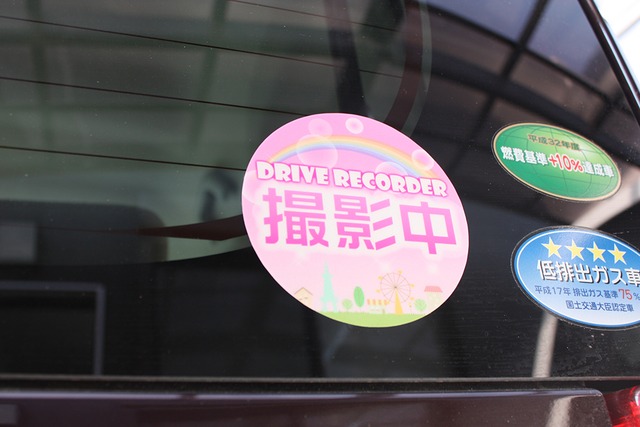 DRIVE RECORDER
撮影中
平成32年度
燃費基準+10%達成車
★★★★
低排出ガス車
平成17年 排出ガス基準 75%
国土交通大臣認定車